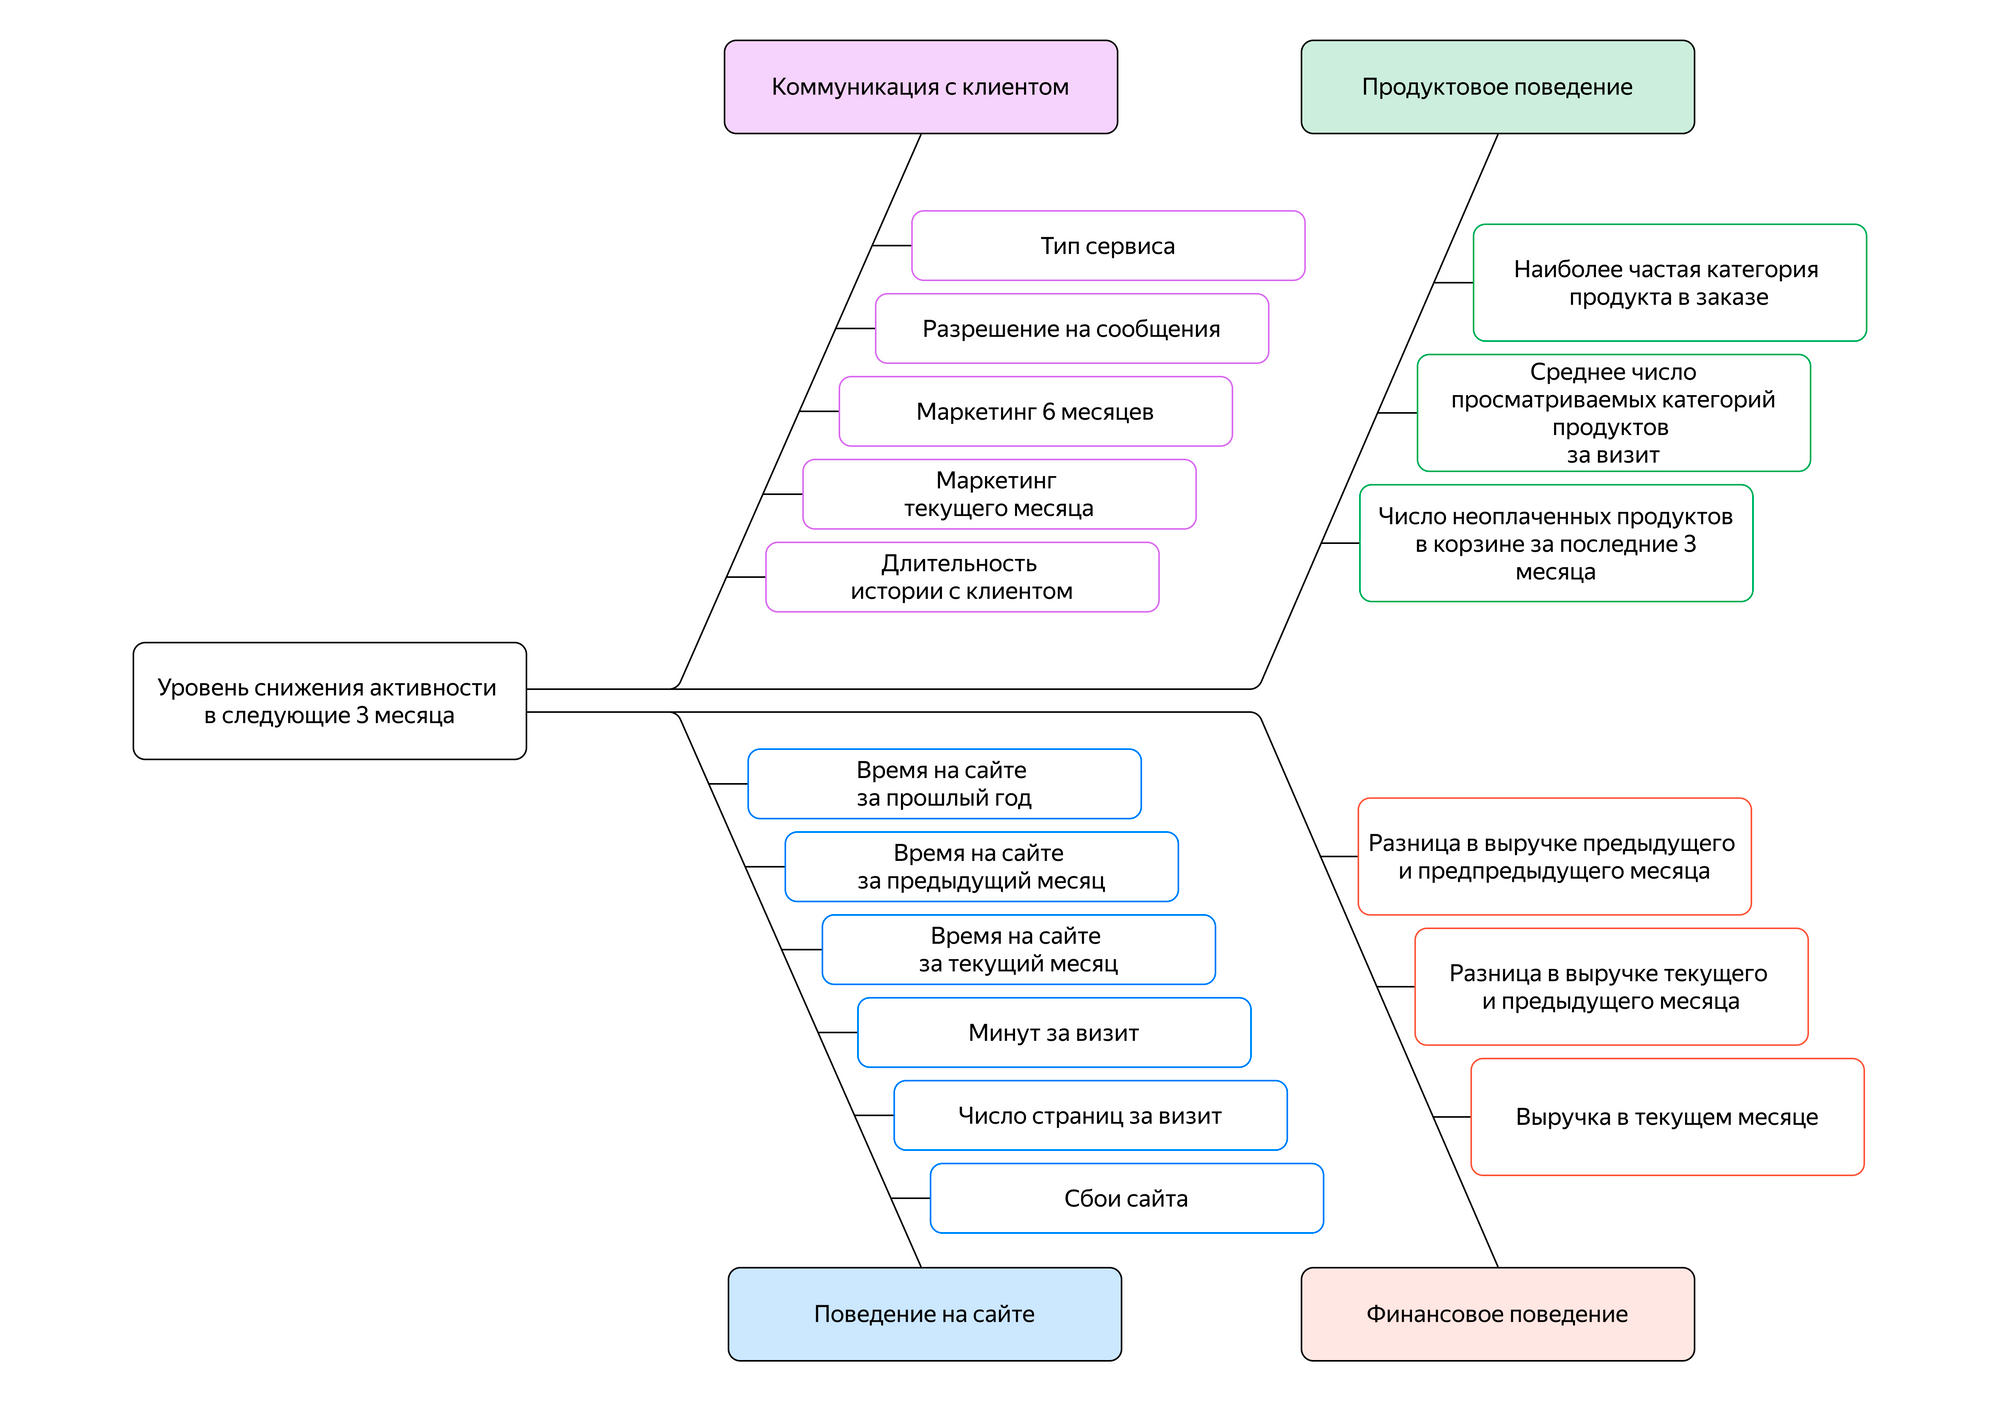 Коммуникация с клиентом
Продуктовое поведение
Тип сервиса
Разрешение на сообщения
Маркетинг 6 месяцев
Маркетинг
текущего месяца
Длительность
истории с клиентом
Наиболее частая категория
продукта в заказе
Среднее число
просматриваемых категорий
продуктов
за визит
Число неоплаченных продуктов
в корзине за последние 3
месяца
Уровень снижения активности
в следующие 3 месяца
Время на сайте
за прошлый год
Время на сайте
за предыдущий месяц
Время на сайте
за текущий месяц
Минут за визит
Число страниц за визит
Сбои сайта
Разница в выручке предыдущего
и предпредыдущего месяца
Разница в выручке текущего
и предыдущего месяца
Выручка в текущем месяце
Поведение на сайте
Финансовое поведение